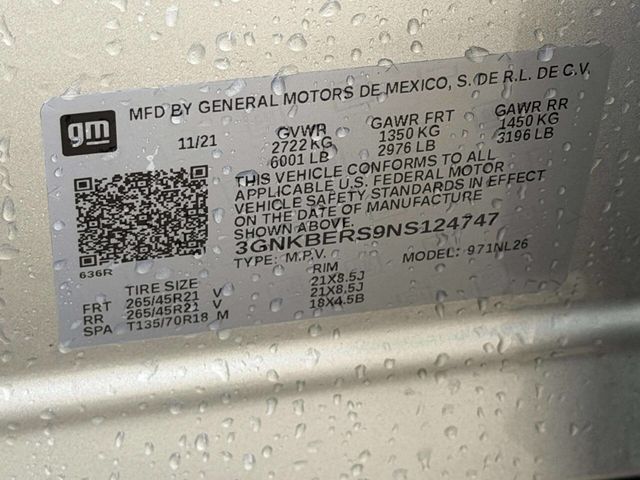 gm MFD BY GENERAL MOTORS DE MEXICO, S. DE R.L. DE C.V.
11/21 GVWR GAWR FRT GAWR RR
2722 KG 1350 KG 1450 KG
6001 LB 2976 LB 3196 LB
THIS VEHICLE CONFORMS TO ALL
APPLICABLE U.S. FEDERAL MOTOR
VEHICLE SAFETY STANDARDS IN EFFECT
ON THE DATE OF MANUFACTURE
SHOWN ABOVE.
3GNKBERS9NS124747
TYPE: M.P.V. MODEL: 971NL26
636R
TIRE SIZE RIM
FRT 265/45R21 V 21X8.5J
RR 265/45R21 V 21X8.5J
SPA T135/70R18 M 18X4.5B